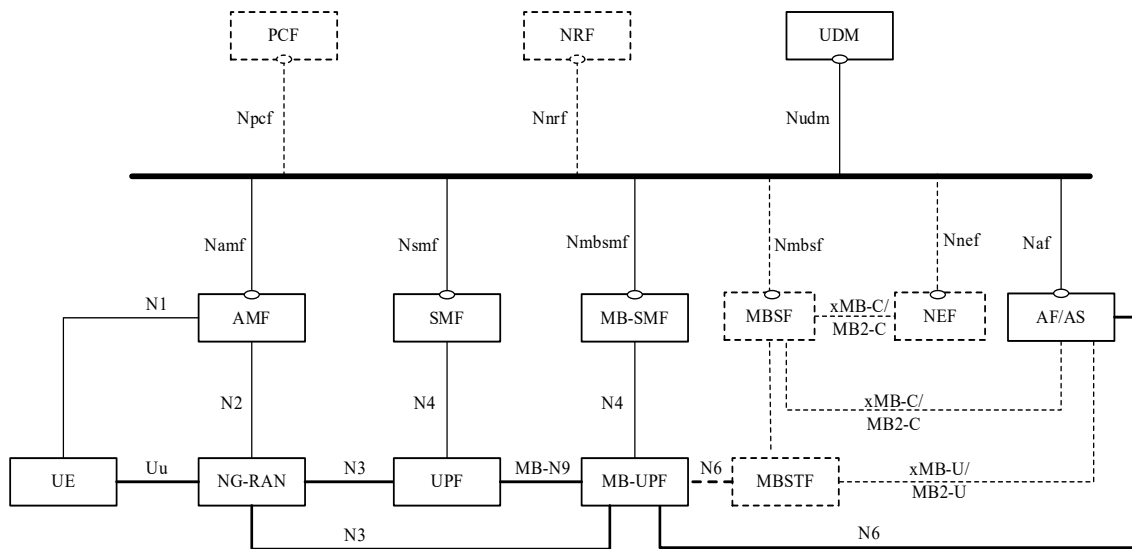 PCF
NRF
UDM
Npcf
Nnrf
Nudm
Namf
Nsmf
Nmbsmf
Nmbsf
Nnef
Naf
N1
AMF
SMF
MB-SMF
MBSF
xMB-C/
MB2-C
NEF
AF/AS
N2
N4
N4
xMB-C/
MB2-C
UE
Uu
NG-RAN
N3
UPF
MB-N9
MB-UPF
N6
MBSTF
xMB-U/
MB2-U
N3
N6